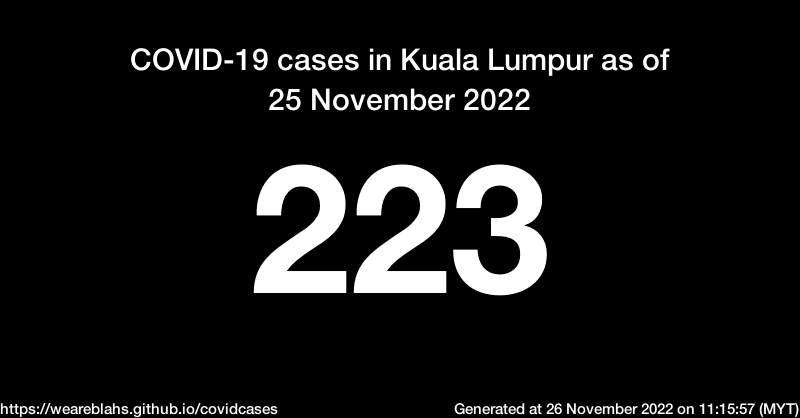 COVID-19 cases in Kuala Lumpur as of
25 November 2022
223
https://weareblahs.github.io/covidcases
Generated at 26 November 2022 on 11:15:57 (MYT)